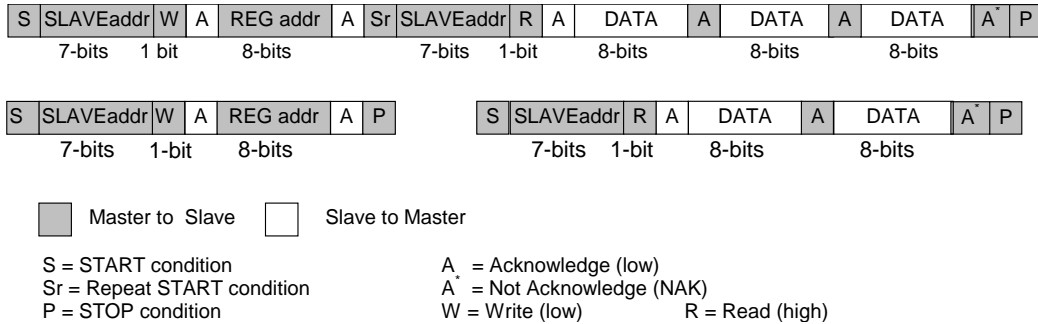 S SLAVEaddr W A REG addr A Sr SLAVEaddr R A DATA A DATA A DATA A* P
7-bits 1 bit 8-bits 7-bits 1-bit 8-bits 8-bits 8-bits
S SLAVEaddr W A REG addr A P S SLAVEaddr R A DATA A DATA A* P
7-bits 1-bit 8-bits 7-bits 1-bit 8-bits 8-bits
Master to Slave Slave to Master
S = START condition A = Acknowledge (low)
Sr = Repeat START condition A* = Not Acknowledge (NAK)
P = STOP condition W = Write (low) R = Read (high)